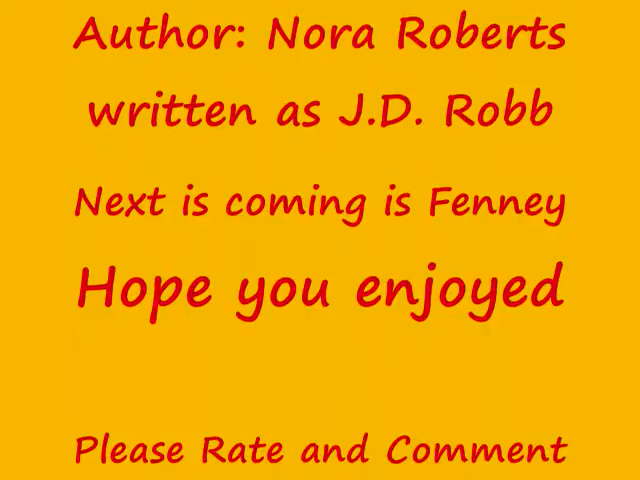 Author: Nora Roberts
written as J.D. Robb
Next is coming is Fenney
Hope you enjoyed
Please Rate and Comment